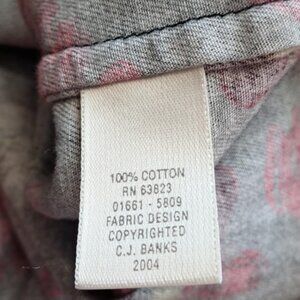 100% COTTON
RN 63823
01661 - 5809
FABRIC DESIGN
COPYRIGHTED
C.J. BANKS
2004